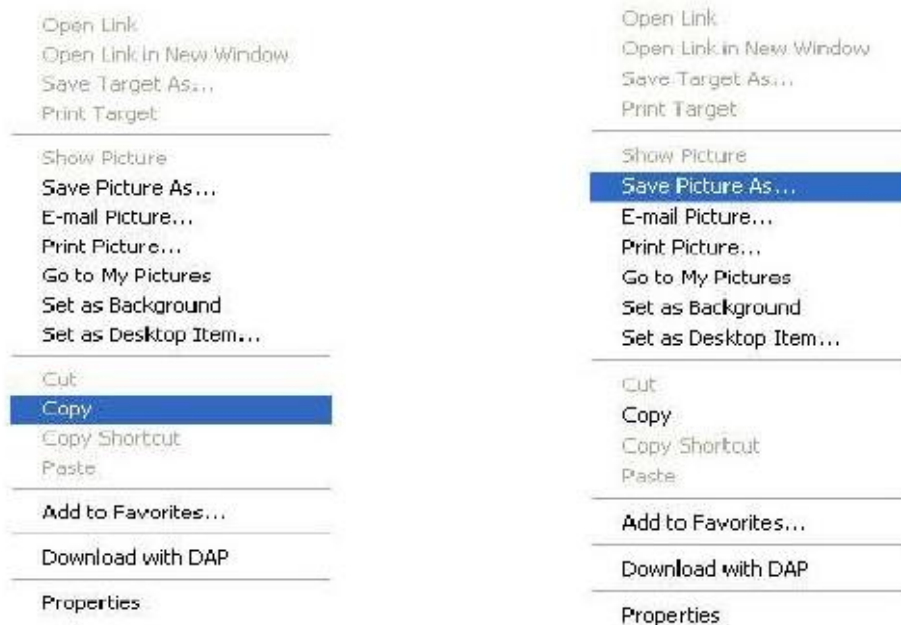 Open Link
Open Link in New Window
Save Target As...
Print Target
Show Picture
Save Picture As...
E-mail Picture...
Print Picture...
Go to My Pictures
Set as Background
Set as Desktop Item...
Cut
Copy
Copy Shortcut
Paste
Add to Favorites...
Download with DAP
Properties
Open Link
Open Link in New Window
Save Target As...
Print Target
Show Picture
Save Picture As...
E-mail Picture...
Print Picture...
Go to My Pictures
Set as Background
Set as Desktop Item...
Cut
Copy
Copy Shortcut
Paste
Add to Favorites...
Download with DAP
Properties